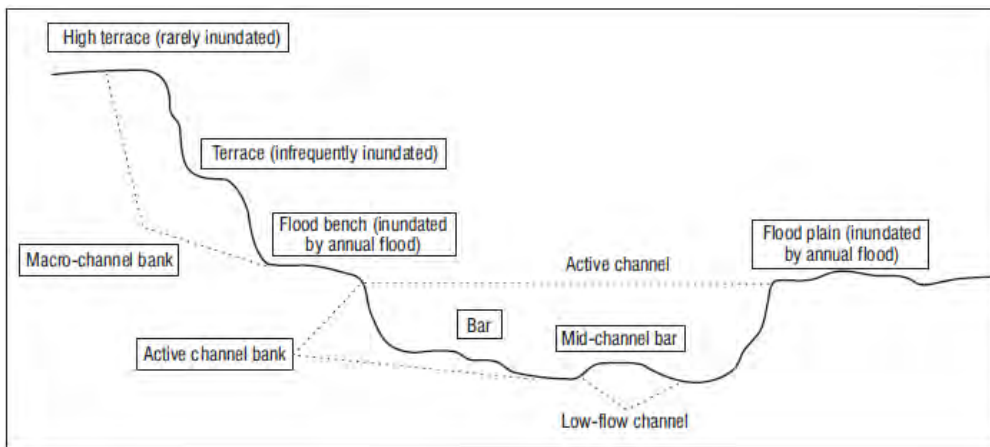 High terrace (rarely inundated)
Terrace (infrequently inundated)
Flood bench (inundated
by annual flood)
Flood plain (inundated
by annual flood)
Macro-channel bank
Active channel
Bar
Mid-channel bar
Active channel bank
Low-flow channel